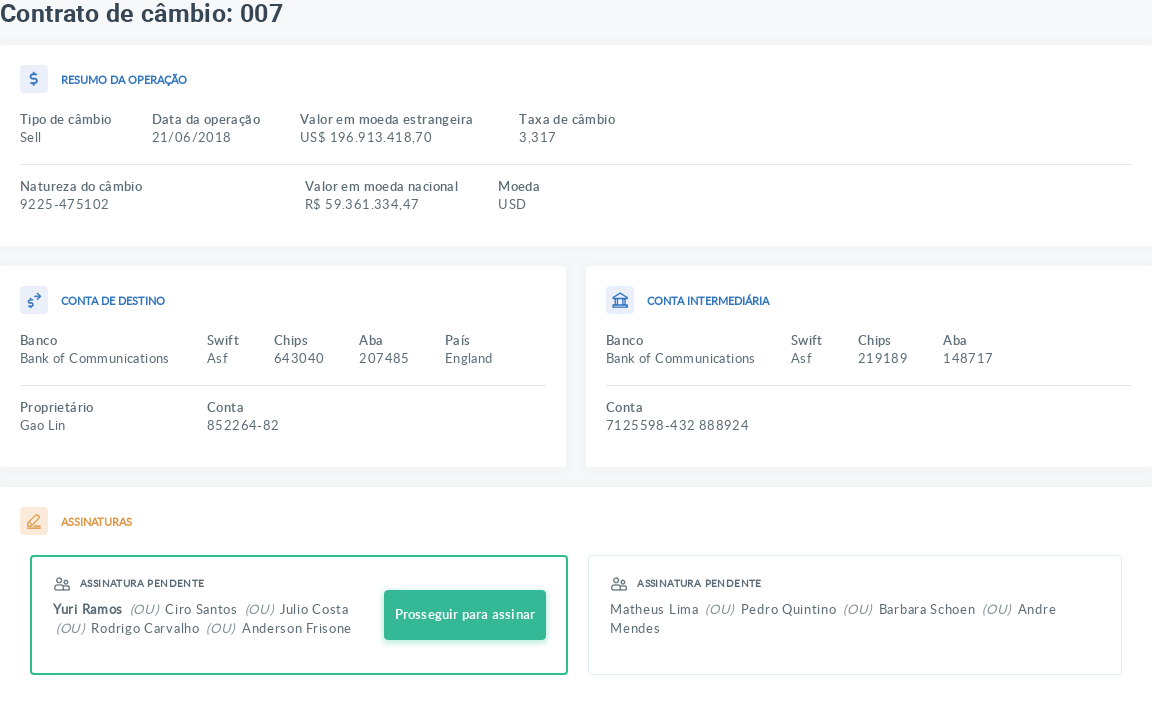 Contrato de câmbio: 007
RESUMO DA OPERAÇÃO
Tipo de câmbio Data da operação Valor em moeda estrangeira Taxa de câmbio
Sell 21/06/2018 US$ 196.913.418,70 3,317
Natureza do câmbio Valor em moeda nacional Moeda
9225-475102 R$ 59.361.334,47 USD
CONTA DE DESTINO
Banco Swift Chips Aba País
Bank of Communications Asf 643040 207485 England
Proprietário Conta
Gao Lin 852264-82
CONTA INTERMEDIÁRIA
Banco Swift Chips Aba
Bank of Communications Asf 219189 148717
Conta
7125598-432 888924
ASSINATURAS
ASSINATURA PENDENTE
Yuri Ramos (OU) Ciro Santos (OU) Julio Costa
(OU) Rodrigo Carvalho (OU) Anderson Frisone
Prosseguir para assinar
ASSINATURA PENDENTE
Matheus Lima (OU) Pedro Quintino (OU) Barbara Schoen (OU) Andre
Mendes